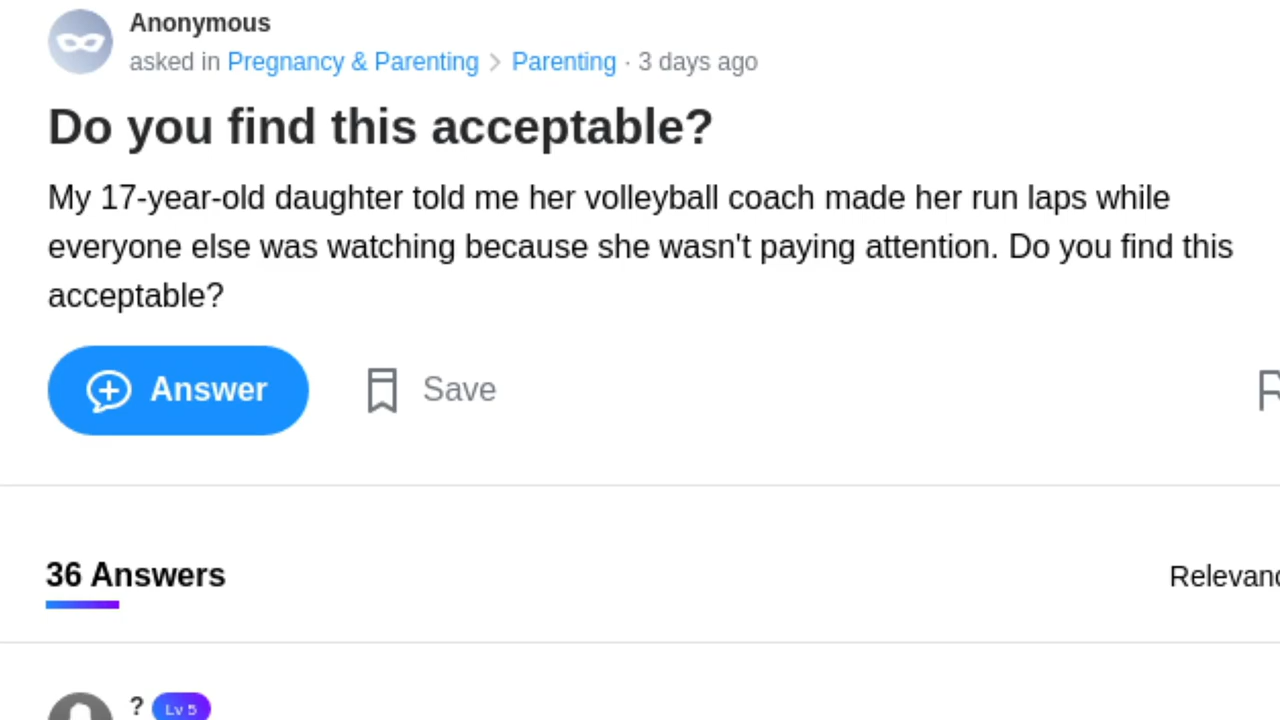 Anonymous
asked in Pregnancy & Parenting > Parenting · 3 days ago
Do you find this acceptable?
My 17-year-old daughter told me her volleyball coach made her run laps while
everyone else was watching because she wasn't paying attention. Do you find this
acceptable?
Answer Save
36 Answers Relevanc
? Lv 5